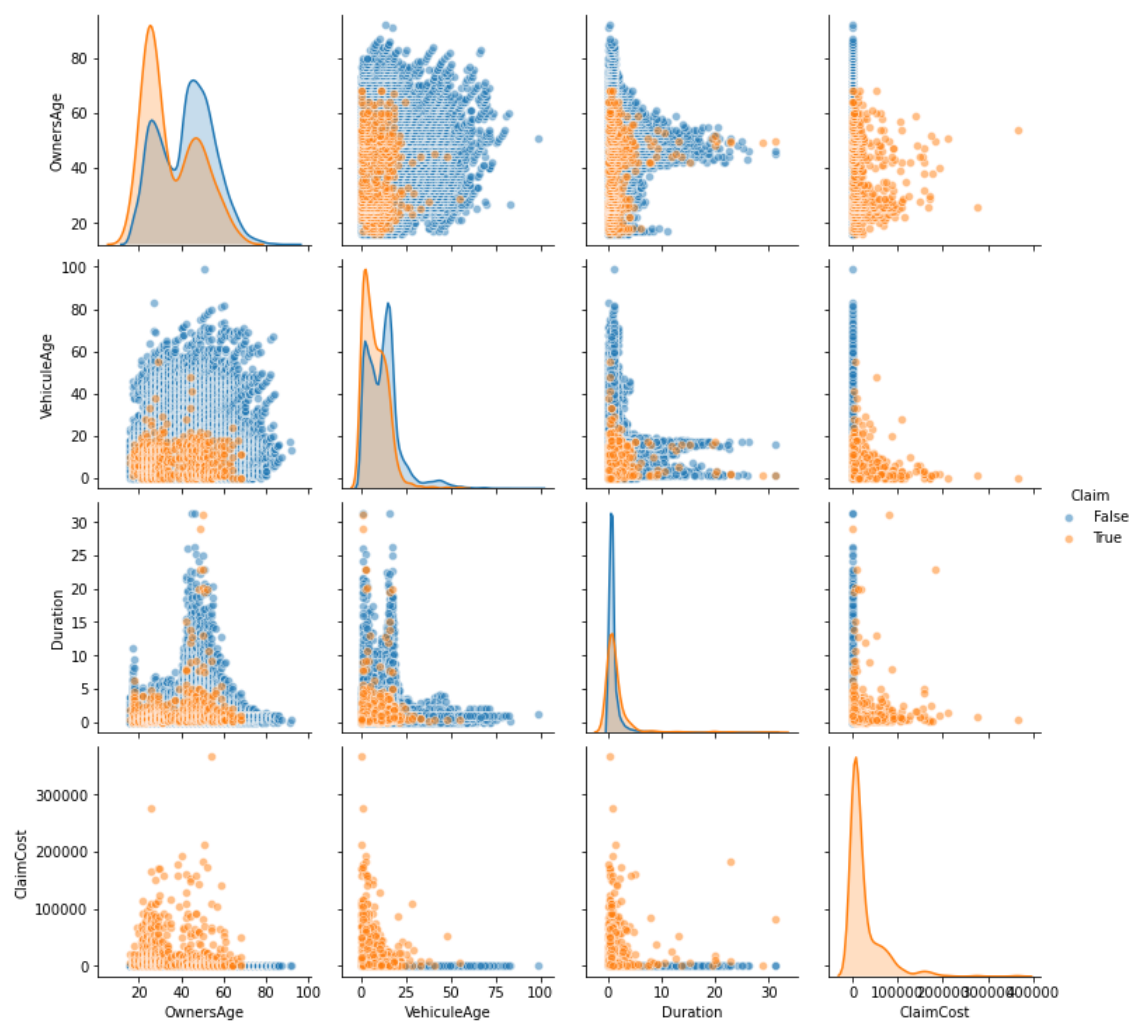 OwnersAge
80
60
40
20
VehiculeAge
100
80
60
40
20
0
Claim
False
True
Duration
30
25
20
15
10
5
0
ClaimCost
300000
200000
100000
0
20 40 60 80 100
0 25 50 75 100
0 10 20 30
0 100000 200000 300000 400000
OwnersAge VehiculeAge Duration ClaimCost